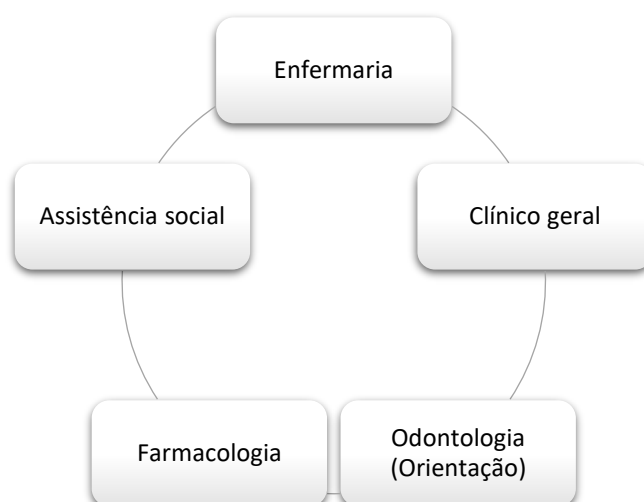 Enfermaria
Assistência social
Clínico geral
Farmacologia
Odontologia
(Orientação)